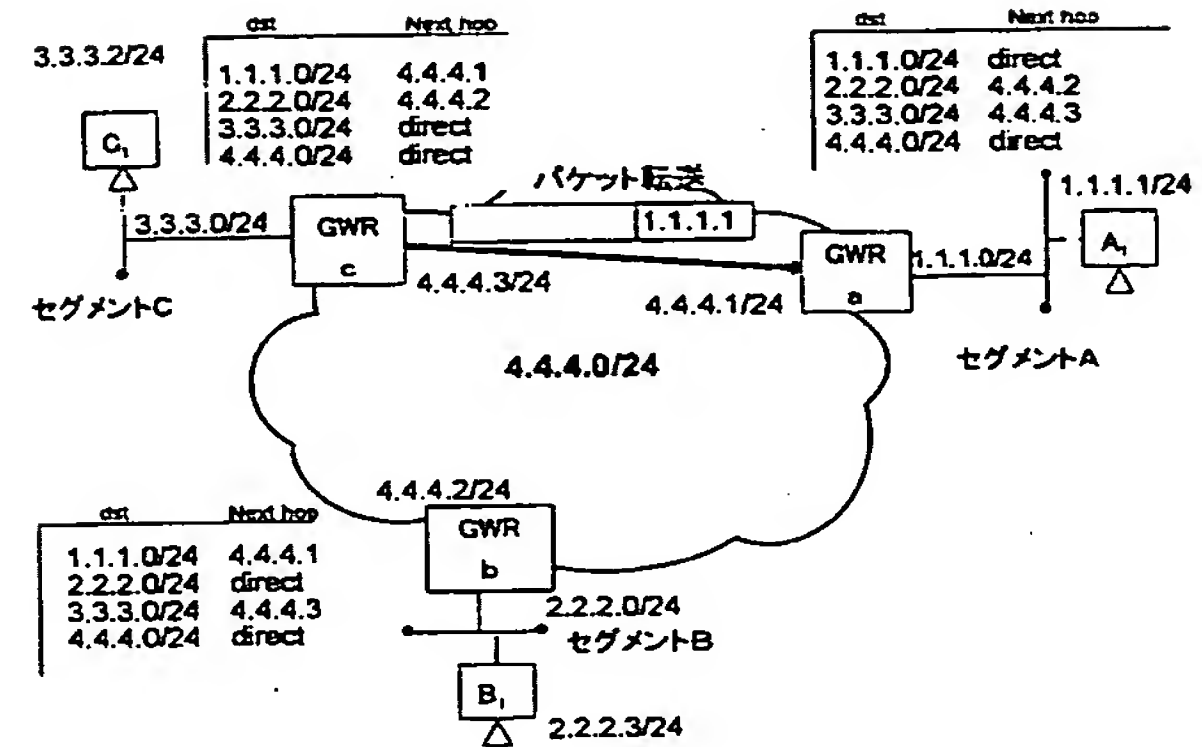 dst Next hop
1.1.1.0/24 4.4.4.1
2.2.2.0/24 4.4.4.2
3.3.3.0/24 direct
4.4.4.0/24 direct
dst Next hop
1.1.1.0/24 direct
2.2.2.0/24 4.4.4.2
3.3.3.0/24 4.4.4.3
4.4.4.0/24 direct
3.3.3.2/24
C₁
パケット転送
1.1.1.1
1.1.1.1/24
A₁
3.3.3.0/24
GWR
c
GWR
a
1.1.1.0/24
4.4.4.3/24
4.4.4.1/24
セグメントC
セグメントA
4.4.4.0/24
4.4.4.2/24
GWR
b
dst Next hop
1.1.1.0/24 4.4.4.1
2.2.2.0/24 direct
3.3.3.0/24 4.4.4.3
4.4.4.0/24 direct
2.2.2.0/24
セグメントB
B₁
2.2.2.3/24